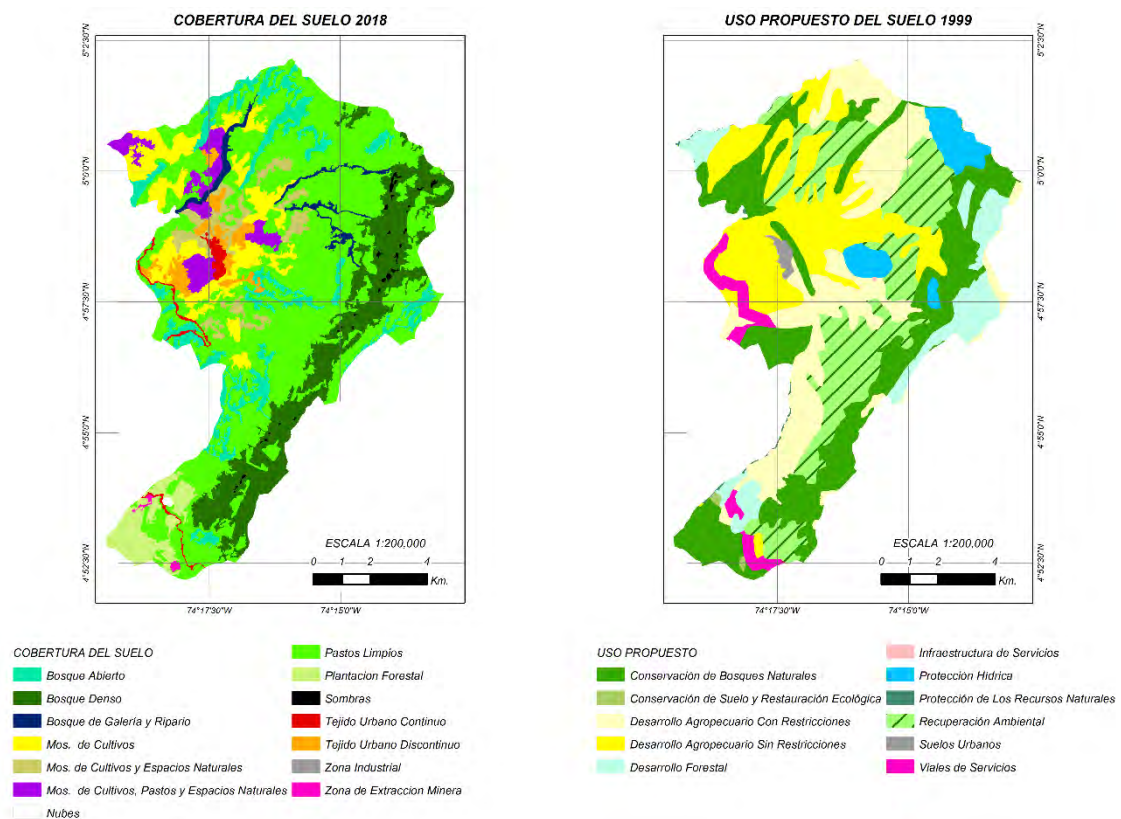 COBERTURA DEL SUELO 2018
5°2'30"N
5°0'0"N
4°57'30"N
4°55'0"N
4°52'30"N
ESCALA 1:200,000
0 1 2 4
Km.
74°17'30"W
74°15'0"W
USO PROPUESTO DEL SUELO 1999
5°2'30"N
5°0'0"N
4°57'30"N
4°55'0"N
4°52'30"N
ESCALA 1:200,000
0 1 2 4
Km.
74°17'30"W
74°15'0"W
COBERTURA DEL SUELO
Bosque Abierto
Bosque Denso
Bosque de Galería y Ripario
Mos. de Cultivos
Mos. de Cultivos y Espacios Naturales
Mos. de Cultivos, Pastos y Espacios Naturales
Nubes
Pastos Limpios
Plantacion Forestal
Sombras
Tejido Urbano Continuo
Tejido Urbano Discontinuo
Zona Industrial
Zona de Extraccion Minera
USO PROPUESTO
Conservación de Bosques Naturales
Conservación de Suelo y Restauración Ecológica
Desarrollo Agropecuario Con Restricciones
Desarrollo Agropecuario Sin Restricciones
Desarrollo Forestal
Infraestructura de Servicios
Protección Hídrica
Protección de Los Recursos Naturales
Recuperación Ambiental
Suelos Urbanos
Viales de Servicios